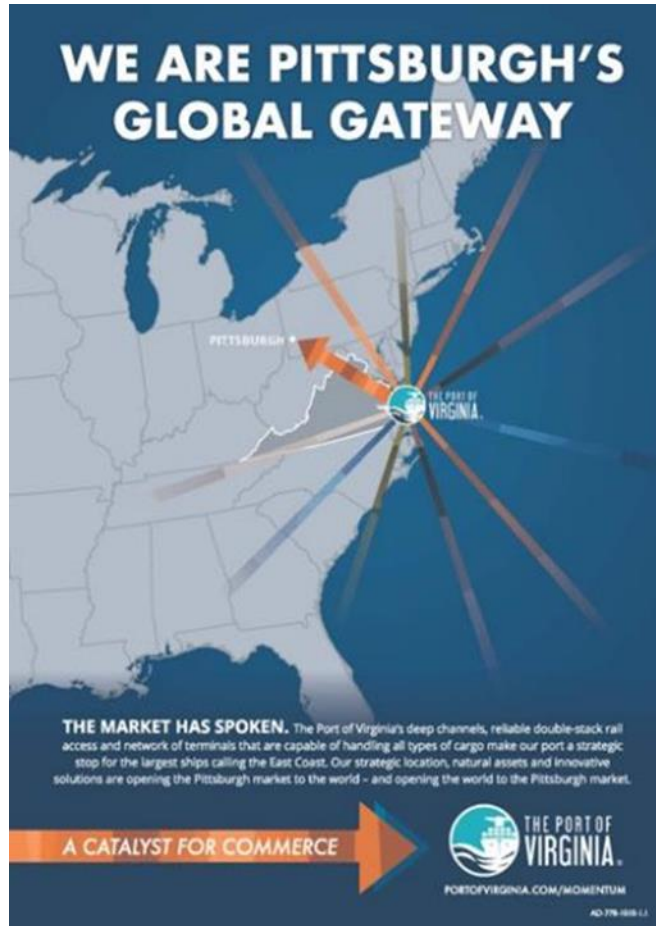 WE ARE PITTSBURGH'S
GLOBAL GATEWAY
PITTSBURGH
THE PORT OF
VIRGINIA.
THE MARKET HAS SPOKEN. The Port of Virginia's deep channels, reliable double-stack rail
access and network of terminals that are capable of handling all types of cargo make our port a strategic
stop for the largest ships calling the East Coast. Our strategic location, natural assets and innovative
solutions are opening the Pittsburgh market to the world – and opening the world to the Pittsburgh market.
A CATALYST FOR COMMERCE
THE PORT OF
VIRGINIA.
PORTOFVIRGINIA.COM/MOMENTUM